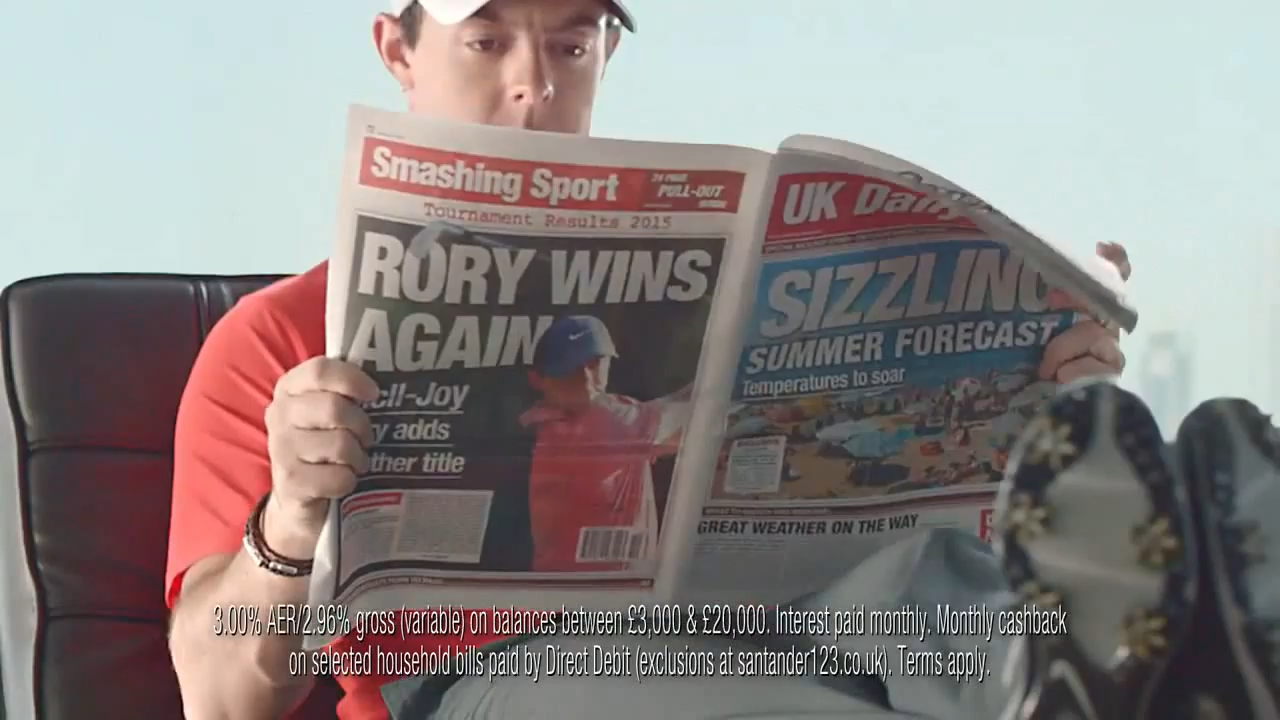 Smashing Sport
PULL-OUT
Tournament Results 2015
RORY WINS
AGAIN
adds
title
UK Daily
SIZZLING
SUMMER FORECAST
Temperatures to soar
GREAT WEATHER ON THE WAY
3.00% AER/2.96% gross (variable) on balances between £3,000 & £20,000. Interest paid monthly. Monthly cashback
on selected household bills paid by Direct Debit (exclusions at santander123.co.uk). Terms apply.